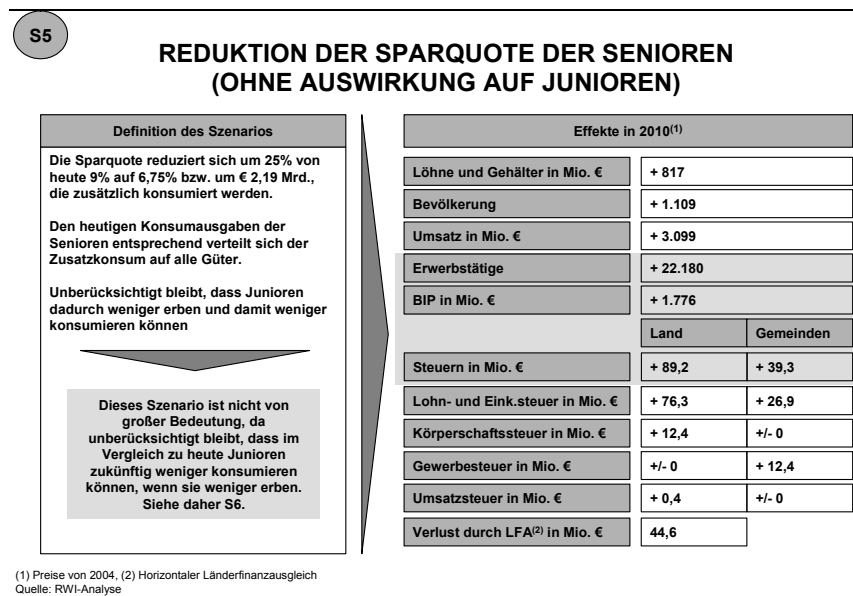 S5
REDUKTION DER SPARQUOTE DER SENIOREN
(OHNE AUSWIRKUNG AUF JUNIOREN)
Definition des Szenarios
Die Sparquote reduziert sich um 25% von
heute 9% auf 6,75% bzw. um € 2,19 Mrd.,
die zusätzlich konsumiert werden.
Den heutigen Konsumausgaben der
Senioren entsprechend verteilt sich der
Zusatzkonsum auf alle Güter.
Unberücksichtigt bleibt, dass Junioren
dadurch weniger erben und damit weniger
konsumieren können
Dieses Szenario ist nicht von
großer Bedeutung, da
unberücksichtigt bleibt, dass im
Vergleich zu heute Junioren
zukünftig weniger konsumieren
können, wenn sie weniger erben.
Siehe daher S6.
Effekte in 2010(1)
Löhne und Gehälter in Mio. € + 817
Bevölkerung + 1.109
Umsatz in Mio. € + 3.099
Erwerbstätige + 22.180
BIP in Mio. € + 1.776
Land Gemeinden
Steuern in Mio. € + 89,2 + 39,3
Lohn- und Eink.steuer in Mio. € + 76,3 + 26,9
Körperschaftssteuer in Mio. € + 12,4 +/- 0
Gewerbesteuer in Mio. € +/- 0 + 12,4
Umsatzsteuer in Mio. € + 0,4 +/- 0
Verlust durch LFA(2) in Mio. € 44,6
(1) Preise von 2004, (2) Horizontaler Länderfinanzausgleich
Quelle: RWI-Analyse